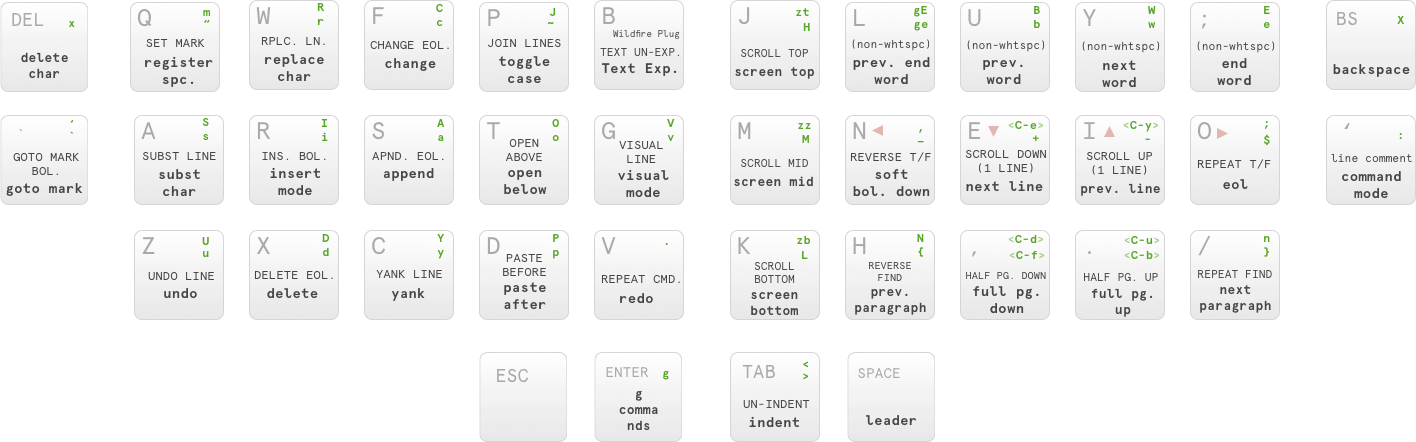 DEL x
delete
char
Q m
"
SET MARK
register
spc.
W R
r
RPLC. LN.
replace
char
F C
c
CHANGE EOL.
change
P J
~
JOIN LINES
toggle
case
B
Wildfire Plug
TEXT UN-EXP.
Text Exp.
J zt
H
SCROLL TOP
screen top
L gE
ge
(non-whtspc)
prev. end
word
U B
b
(non-whtspc)
prev.
word
Y W
w
(non-whtspc)
next
word
; E
e
(non-whtspc)
end
word
BS X
backspace
` ‘
`
GOTO MARK
BOL.
goto mark
A S
s
SUBST LINE
subst
char
R I
i
INS. BOL.
insert
mode
S A
a
APND. EOL.
append
T O
o
OPEN
ABOVE
open
below
G V
v
VISUAL
LINE
visual
mode
M zz
M
SCROLL MID
screen mid
N ◀ ,
_
REVERSE T/F
soft
bol. down
E ▼ <C-e>
+
SCROLL DOWN
(1 LINE)
next line
I ▲ <C-y>
-
SCROLL UP
(1 LINE)
prev. line
O ▶ ;
$
REPEAT T/F
eol
‘ :
line comment
command
mode
Z U
u
UNDO LINE
undo
X D
d
DELETE EOL.
delete
C Y
y
YANK LINE
yank
D P
p
PASTE
BEFORE
paste
after
V .
REPEAT CMD.
redo
K zb
L
SCROLL
BOTTOM
screen
bottom
H N
{
REVERSE
FIND
prev.
paragraph
, <C-d>
<C-f>
HALF PG. DOWN
full pg.
down
. <C-u>
<C-b>
HALF PG. UP
full pg.
up
/ n
}
REPEAT FIND
next
paragraph
ESC
ENTER g
g
comma
nds
TAB <
>
UN-INDENT
indent
SPACE
leader